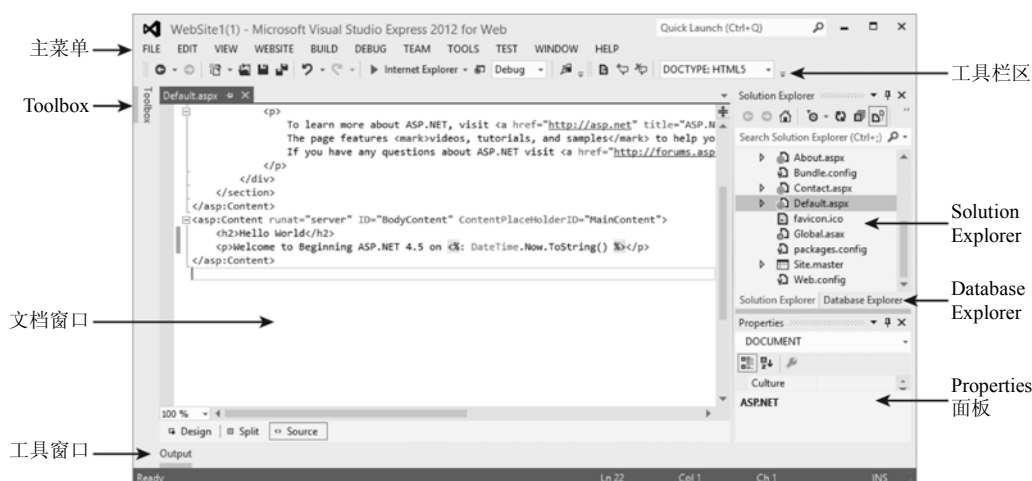 WebSite1(1) - Microsoft Visual Studio Express 2012 for Web
Quick Launch (Ctrl+Q)
主菜单
FILE EDIT VIEW WEBSITE BUILD DEBUG TEAM TOOLS TEST WINDOW HELP
Internet Explorer
Debug
DOCTYPE: HTML5
工具栏区
Toolbox
Toolbox
Default.aspx
<p>
To learn more about ASP.NET, visit <a href="http://asp.net" title="ASP.N
The page features <mark>videos, tutorials, and samples</mark> to help yo
If you have any questions about ASP.NET visit <a href="http://forums.asp
</p>
</div>
</section>
</asp:Content>
<asp:Content runat="server" ID="BodyContent" ContentPlaceHolderID="MainContent">
<h2>Hello World</h2>
<p>Welcome to Beginning ASP.NET 4.5 on <%: DateTime.Now.ToString() %></p>
</asp:Content>
Solution Explorer
Search Solution Explorer (Ctrl+;)
About.aspx
Bundle.config
Contact.aspx
Default.aspx
favicon.ico
Global.asax
packages.config
Site.master
Web.config
Solution
Explorer
Solution Explorer Database Explorer
Database
Explorer
文档窗口
Properties
DOCUMENT
Culture
ASP.NET
Properties
面板
100 %
Design Split Source
工具窗口
Output
Ready Ln 22 Col 1 Ch 1 INS